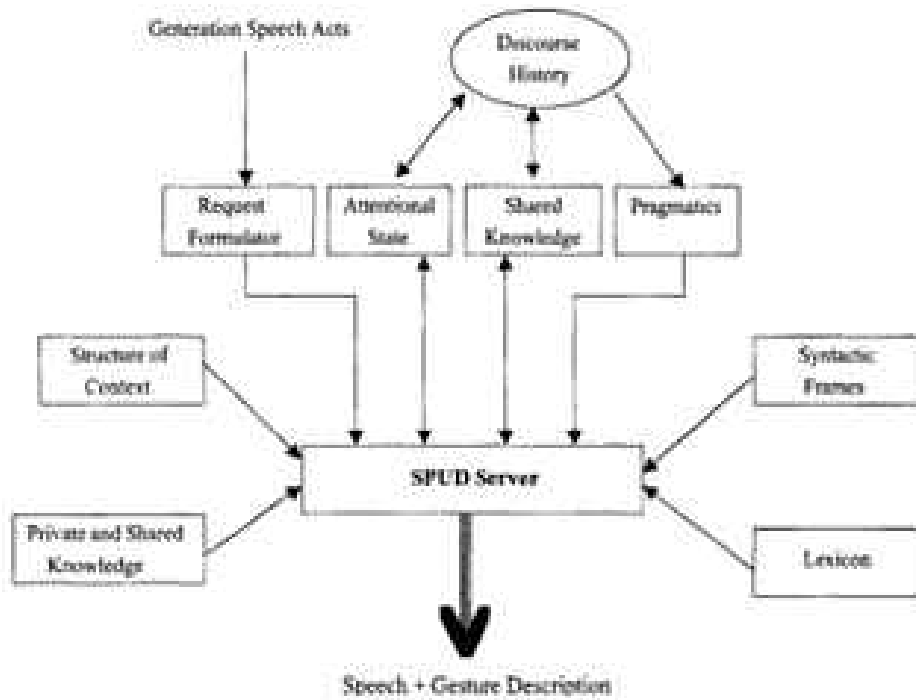 Generation Speech Acts
Discourse
History
Request
Formulator
Attentional
State
Shared
Knowledge
Pragmatics
Structure of
Context
Syntactic
Frames
SPUD Server
Private and Shared
Knowledge
Lexicon
Speech + Gesture Description